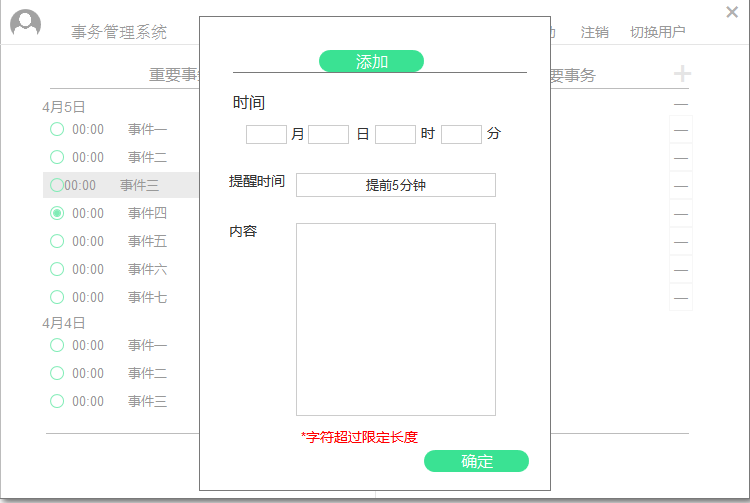 事务管理系统
注销 切换用户
添加
重要事
要事务
时间
月 日 时 分
提醒时间 提前5分钟
内容
*字符超过限定长度
确定
4月5日
00:00 事件一
00:00 事件二
00:00 事件三
00:00 事件四
00:00 事件五
00:00 事件六
00:00 事件七
4月4日
00:00 事件一
00:00 事件二
00:00 事件三